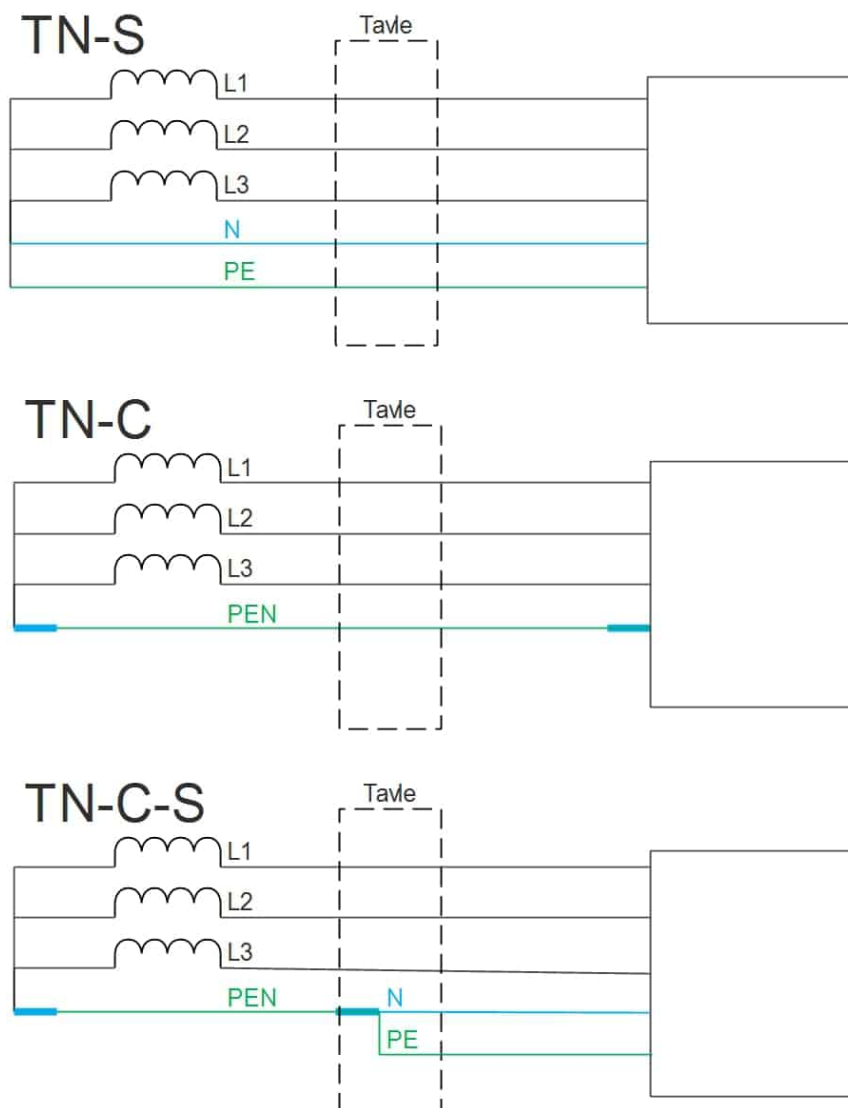 TN-S
Tavle
L1
L2
L3
N
PE
TN-C
Tavle
L1
L2
L3
PEN
TN-C-S
Tavle
L1
L2
L3
PEN
N
PE